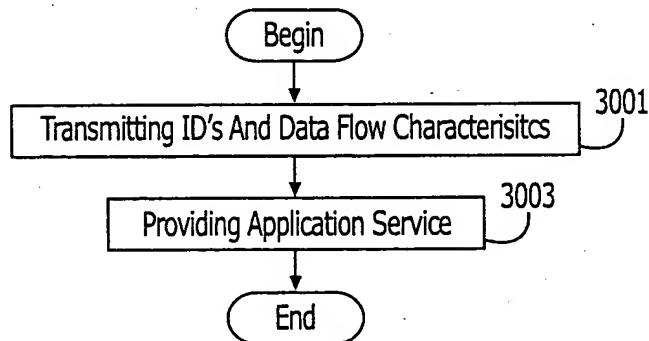 Begin
3001
Transmitting ID's And Data Flow Characterisitcs
3003
Providing Application Service
End